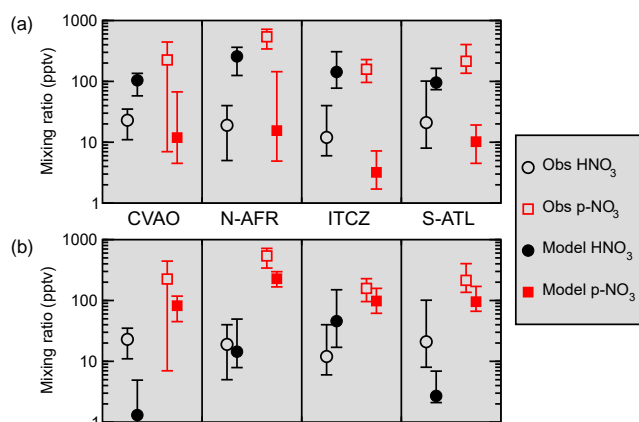 (a)
Mixing ratio (pptv)
1000
100
10
1
CVAO N-AFR ITCZ S-ATL
(b)
Mixing ratio (pptv)
1000
100
10
1
Obs HNO₃
Obs p-NO₃
Model HNO₃
Model p-NO₃